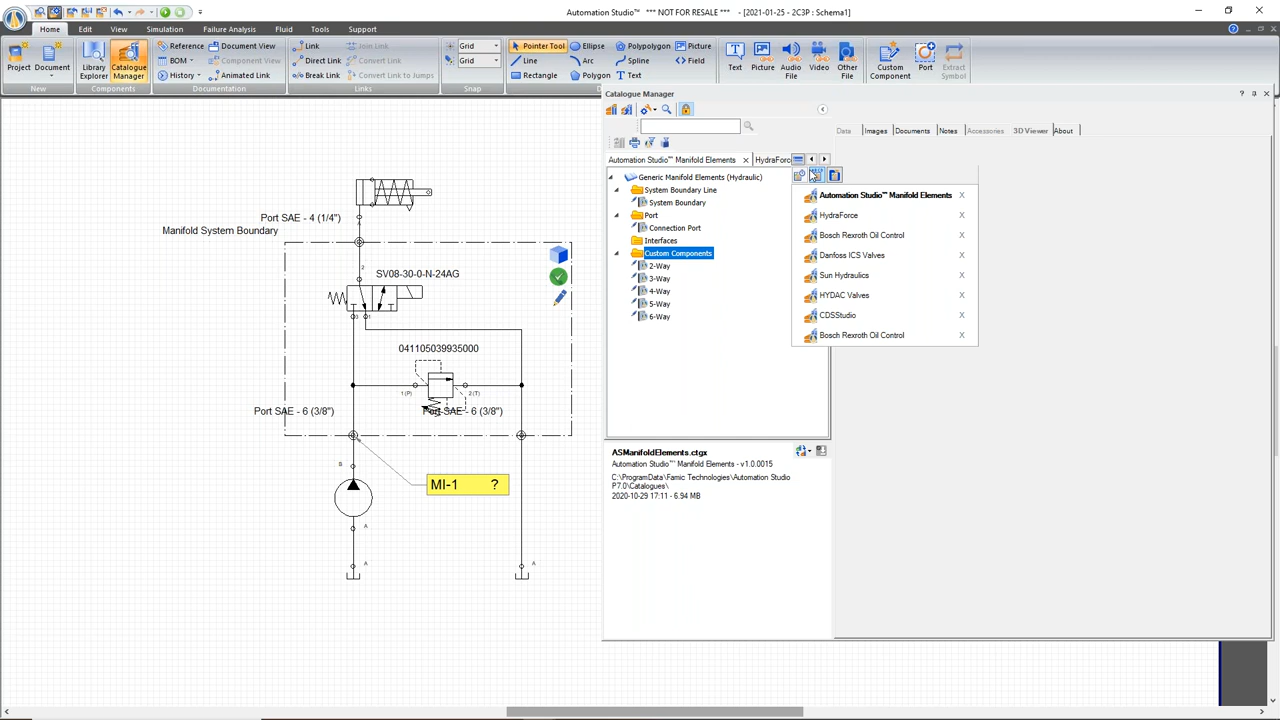 Automation Studio™ *** NOT FOR RESALE *** - [2021-01-25 - 2C3P : Schema1]
Home Edit View Simulation Failure Analysis Fluid Tools Support
Reference Document View Link Join Link Grid Pointer Tool Ellipse Polypolygon Picture
BOM Component View Direct Link Convert Link Grid Line Arc Spline Field
History Animated Link Break Link Convert Link to Jumps Rectangle Polygon Text
Project Document Library Explorer Catalogue Manager Text Picture Audio File Video Other File Custom Component Port Extract Symbol
New Components Documentation Links Snap
Catalogue Manager
Data Images Documents Notes Accessories 3D Viewer About
Automation Studio™ Manifold Elements x HydraForc
Generic Manifold Elements (Hydraulic)
System Boundary Line
System Boundary
Port
Connection Port
Interfaces
Custom Components
2-Way
3-Way
4-Way
5-Way
6-Way
Automation Studio™ Manifold Elements X
HydraForce X
Bosch Rexroth Oil Control X
Danfoss ICS Valves X
Sun Hydraulics X
HYDAC Valves X
CDSStudio X
Bosch Rexroth Oil Control X
ASManifoldElements.ctgx
Automation Studio™ Manifold Elements - v1.0.0015
C:\ProgramData\Famic Technologies\Automation Studio
P7.0\Catalogues\
2020-10-29 17:11 - 6.94 MB
Port SAE - 4 (1/4")
A
Manifold System Boundary
2
SV08-30-0-N-24AG
3 1
041105039935000
1 (P) 2 (T)
Port SAE - 6 (3/8") Port SAE - 6 (3/8")
B
MI-1 ?
A
A A